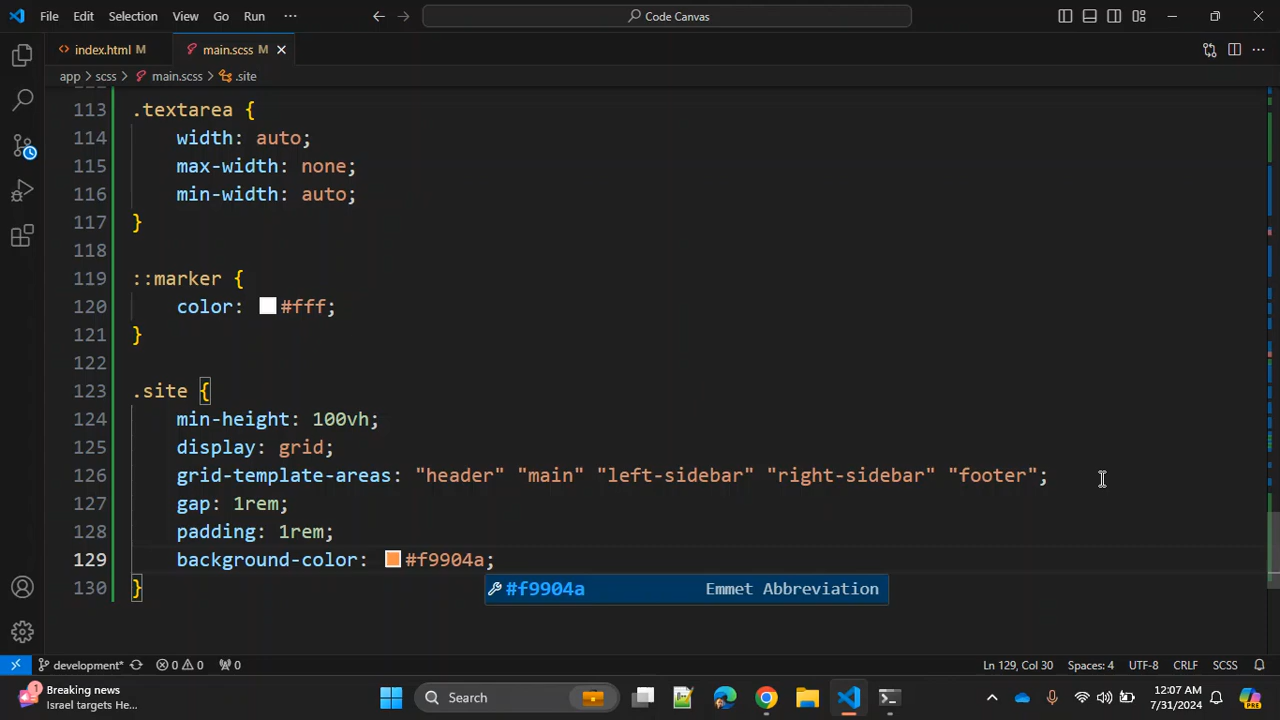 File Edit Selection View Go Run ··· Code Canvas
index.html M main.scss M
app > scss > main.scss > .site
113 .textarea {
114 width: auto;
115 max-width: none;
116 min-width: auto;
117 }
118
119 ::marker {
120 color: #fff;
121 }
122
123 .site {
124 min-height: 100vh;
125 display: grid;
126 grid-template-areas: "header" "main" "left-sidebar" "right-sidebar" "footer";
127 gap: 1rem;
128 padding: 1rem;
129 background-color: #f9904a;
#f9904a Emmet Abbreviation
130 }
development* 0 0 0 Ln 129, Col 30 Spaces: 4 UTF-8 CRLF SCSS
1 Breaking news
Israel targets He...
Search
PRE
12:07 AM
7/31/2024